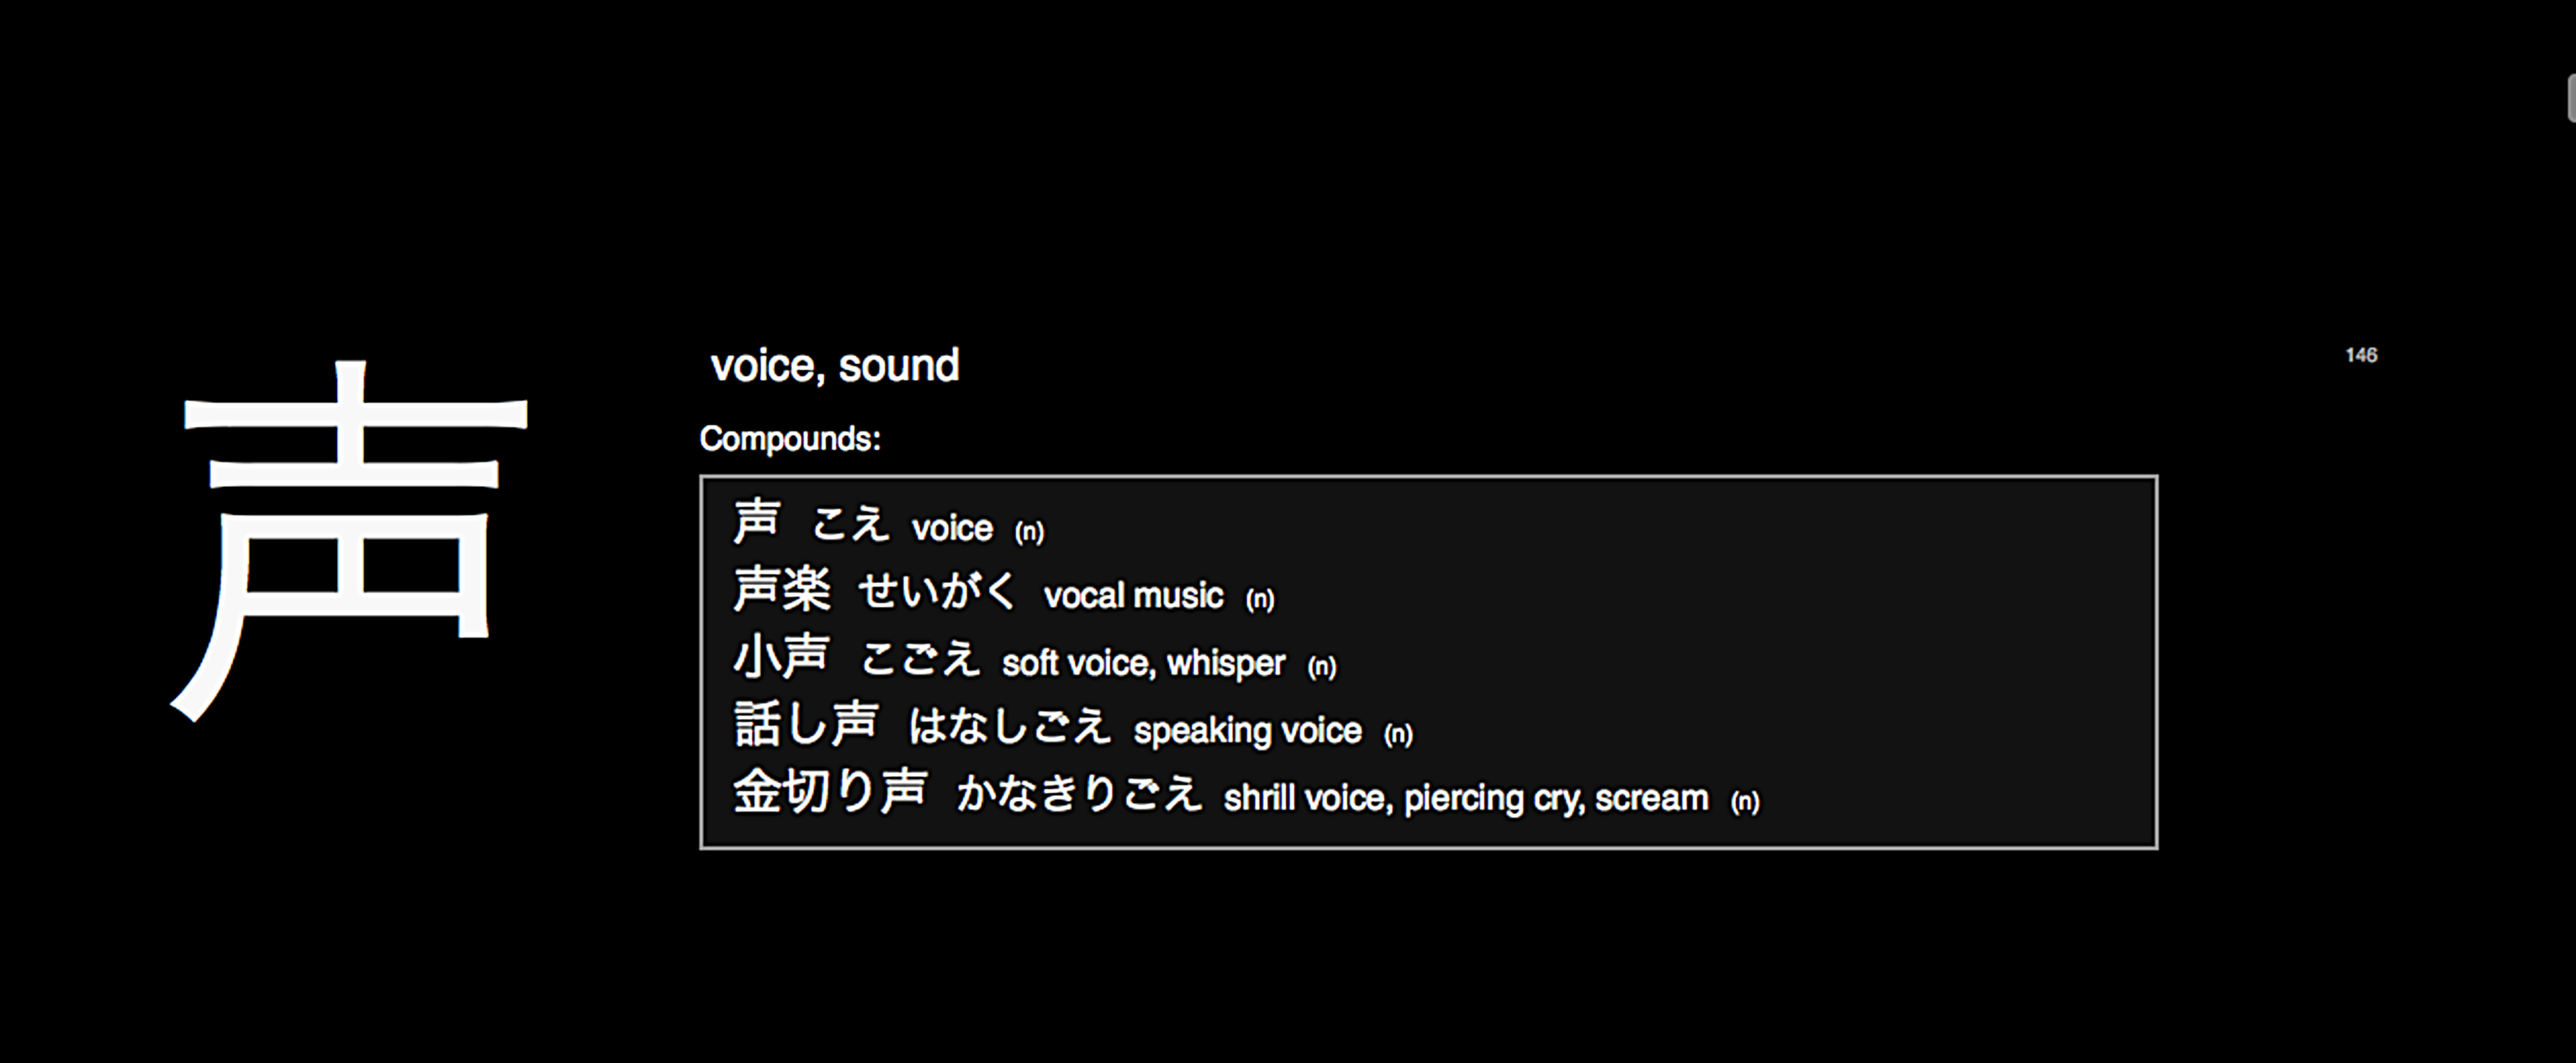 声
voice, sound
146
Compounds:
声 こえ voice (n)
声楽 せいがく vocal music (n)
小声 こごえ soft voice, whisper (n)
話し声 はなしごえ speaking voice (n)
金切り声 かなきりごえ shrill voice, piercing cry, scream (n)